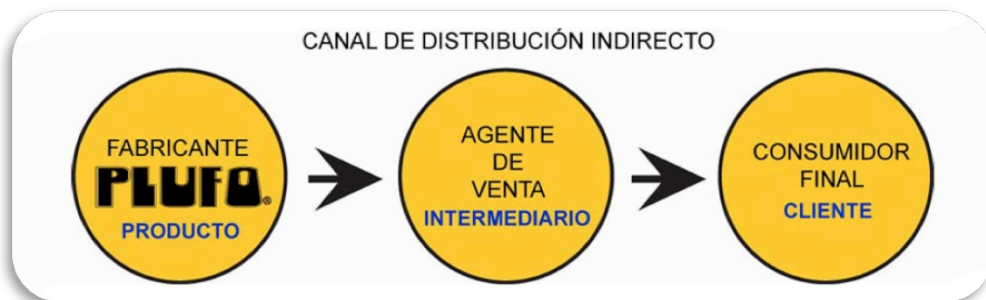 CANAL DE DISTRIBUCIÓN INDIRECTO
FABRICANTE
PLUFO®
PRODUCTO
AGENTE
DE
VENTA
INTERMEDIARIO
CONSUMIDOR
FINAL
CLIENTE